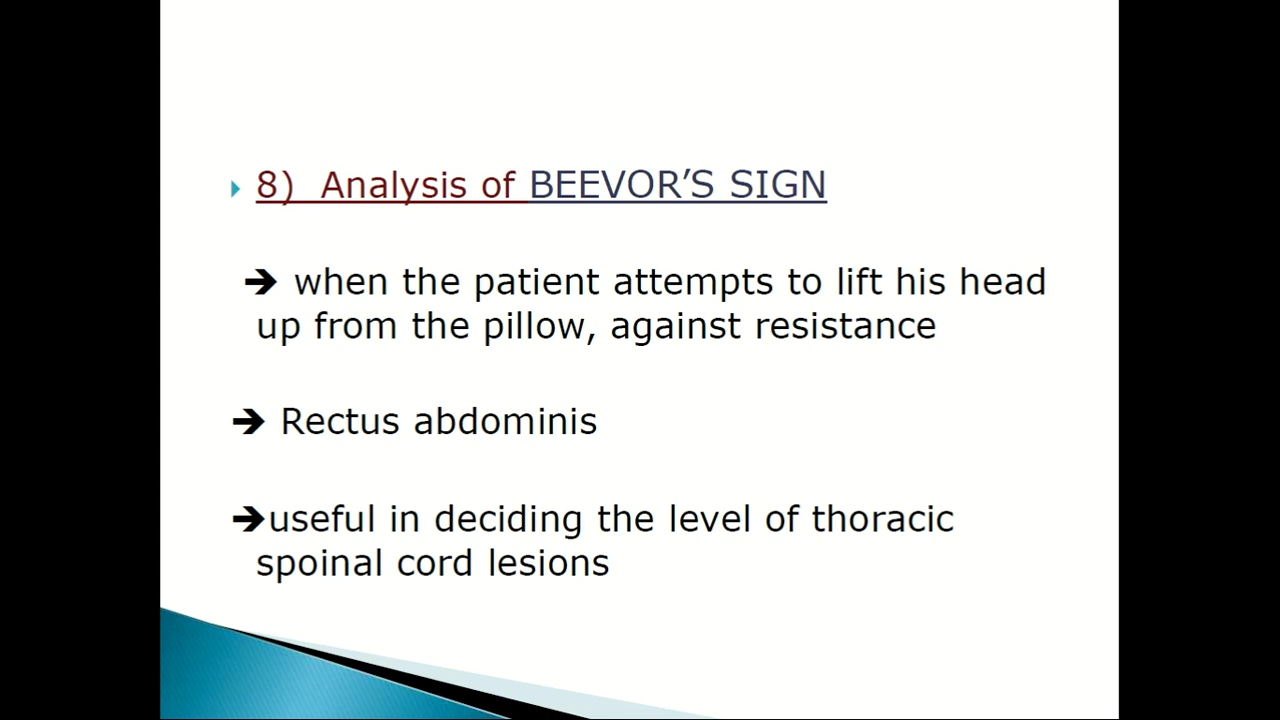 8) Analysis of BEEVOR’S SIGN
➔ when the patient attempts to lift his head
up from the pillow, against resistance
➔ Rectus abdominis
➔useful in deciding the level of thoracic
spoinal cord lesions